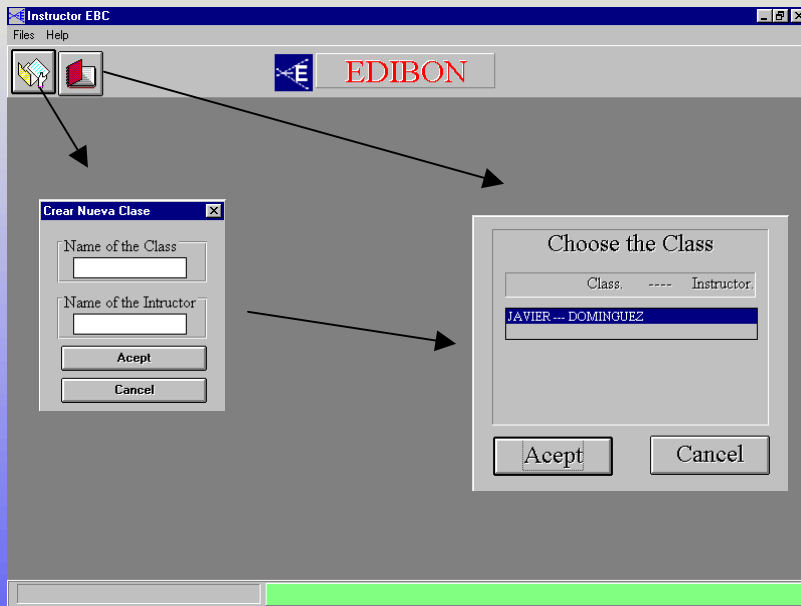 Instructor EBC
Files Help
EDIBON
Crear Nueva Clase
Name of the Class
Name of the Intructor
Acept
Cancel
Choose the Class
Class. ---- Instructor.
JAVIER --- DOMINGUEZ
Acept Cancel